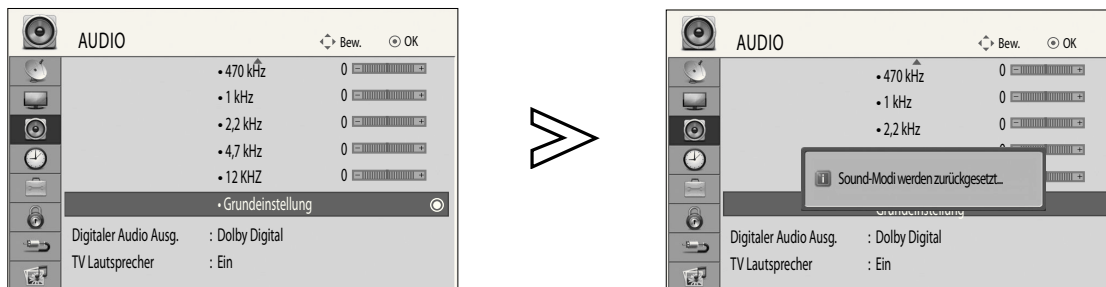 AUDIO
Bew.
OK
• 470 kHz 0 - +
• 1 kHz 0 - +
• 2,2 kHz 0 - +
• 4,7 kHz 0 - +
• 12 KHZ 0 - +
• Grundeinstellung
Digitaler Audio Ausg. : Dolby Digital
TV Lautsprecher : Ein
>
AUDIO
Bew.
OK
• 470 kHz 0 - +
• 1 kHz 0 - +
• 2,2 kHz 0 - +
Sound-Modi werden zurückgesetzt...
Grundeinstellung
Digitaler Audio Ausg. : Dolby Digital
TV Lautsprecher : Ein